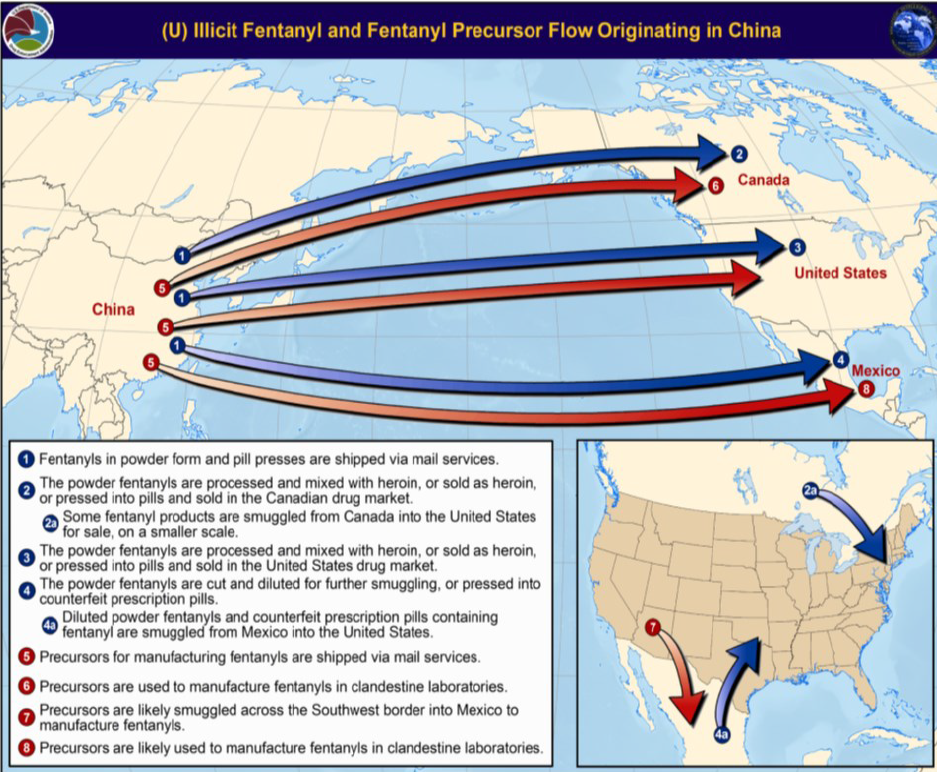 (U) Illicit Fentanyl and Fentanyl Precursor Flow Originating in China
2
6
Canada
1
3
5
1
United States
China
5
1
4
5
Mexico
8
1 Fentanyls in powder form and pill presses are shipped via mail services.
2 The powder fentanyls are processed and mixed with heroin, or sold as heroin,
or pressed into pills and sold in the Canadian drug market.
2a Some fentanyl products are smuggled from Canada into the United States
for sale, on a smaller scale.
3 The powder fentanyls are processed and mixed with heroin, or sold as heroin,
or pressed into pills and sold in the United States drug market.
4 The powder fentanyls are cut and diluted for further smuggling, or pressed into
counterfeit prescription pills.
4a Diluted powder fentanyls and counterfeit prescription pills containing
fentanyl are smuggled from Mexico into the United States.
5 Precursors for manufacturing fentanyls are shipped via mail services.
6 Precursors are used to manufacture fentanyls in clandestine laboratories.
7 Precursors are likely smuggled across the Southwest border into Mexico to
manufacture fentanyls.
8 Precursors are likely used to manufacture fentanyls in clandestine laboratories.
2a
7
4a